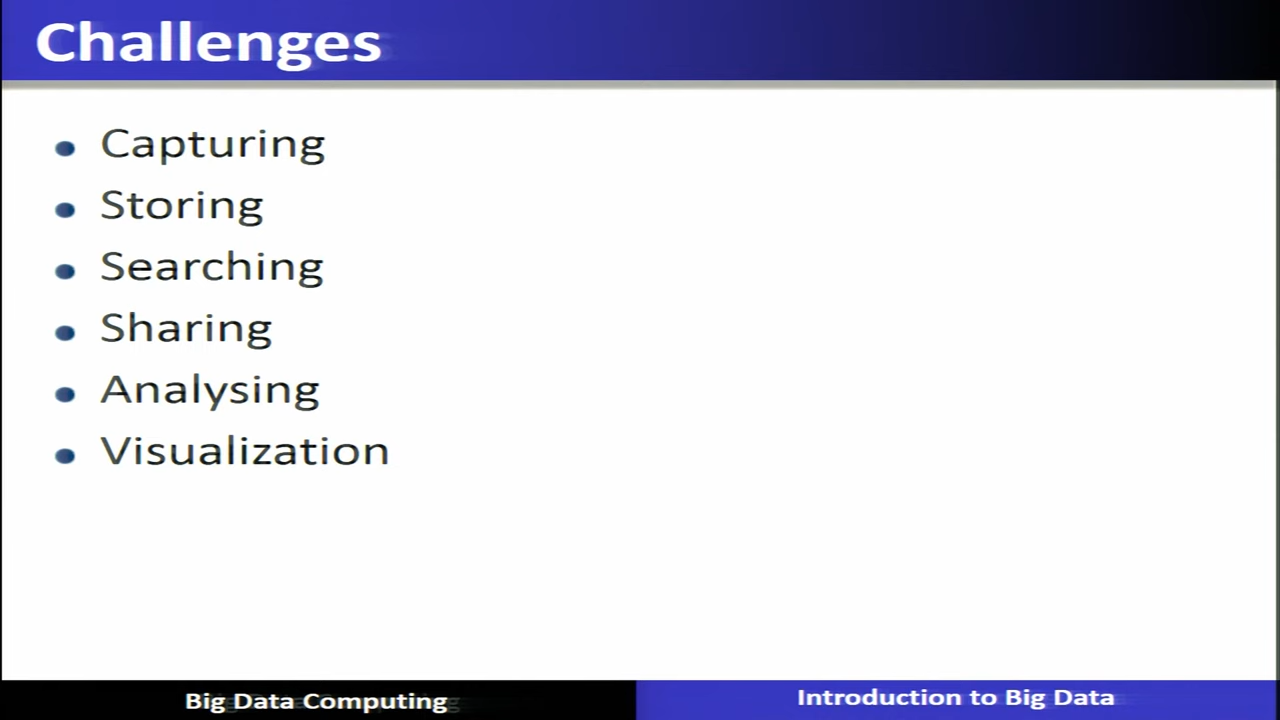 Challenges
Capturing
Storing
Searching
Sharing
Analysing
Visualization
Big Data Computing
Introduction to Big Data